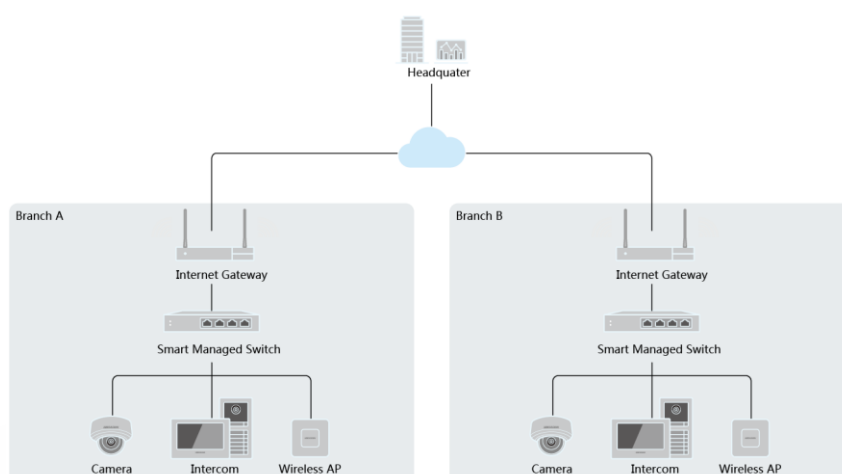 Headquater
Branch A
Branch B
Internet Gateway
Internet Gateway
Smart Managed Switch
Smart Managed Switch
Camera
Intercom
Wireless AP
Camera
Intercom
Wireless AP